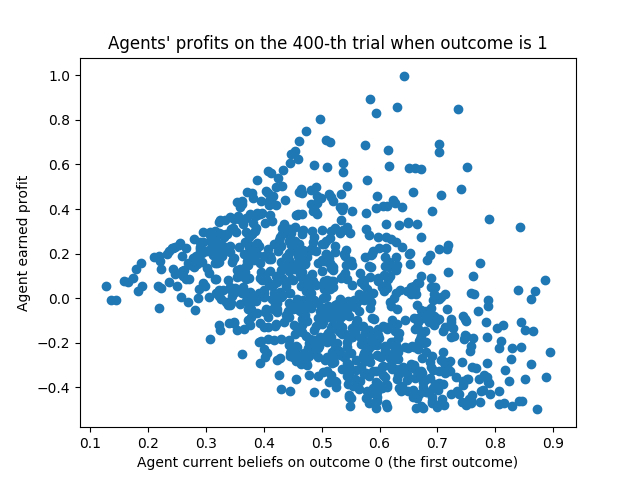 Agents' profits on the 400-th trial when outcome is 1
1.0
0.8
0.6
0.4
0.2
0.0
−0.2
−0.4
Agent earned profit
0.1 0.2 0.3 0.4 0.5 0.6 0.7 0.8 0.9
Agent current beliefs on outcome 0 (the first outcome)